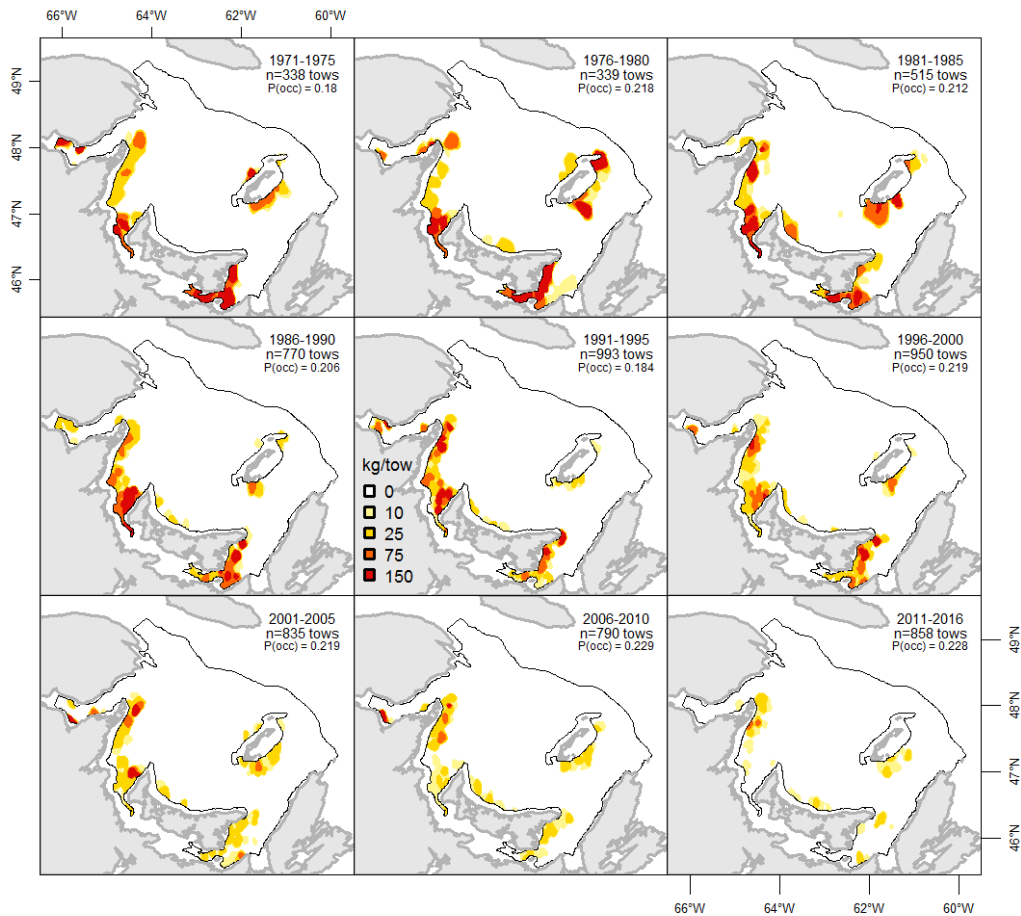 66°W 64°W 62°W 60°W
49°N
48°N
47°N
46°N
1971-1975
n=338 tows
P(occ) = 0.18
1976-1980
n=339 tows
P(occ) = 0.218
1981-1985
n=515 tows
P(occ) = 0.212
1986-1990
n=770 tows
P(occ) = 0.206
1991-1995
n=993 tows
P(occ) = 0.184
kg/tow
0
10
25
75
150
1996-2000
n=950 tows
P(occ) = 0.219
2001-2005
n=835 tows
P(occ) = 0.219
2006-2010
n=790 tows
P(occ) = 0.229
2011-2016
n=858 tows
P(occ) = 0.228
49°N
48°N
47°N
46°N
66°W 64°W 62°W 60°W